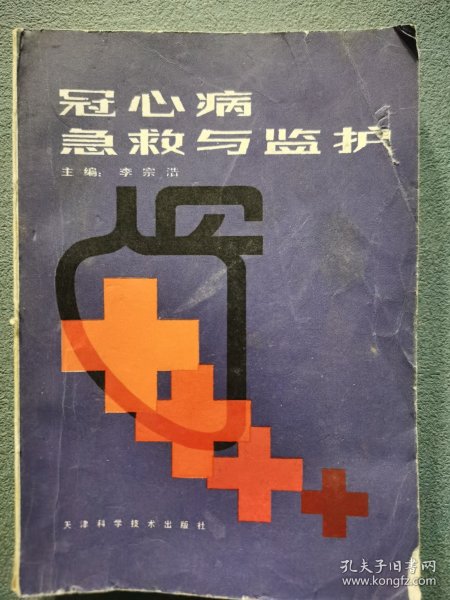 冠心病
急救与监护
主编：李宗浩
天津科学技术出版社
孔夫子旧书网
www.kongfz.com